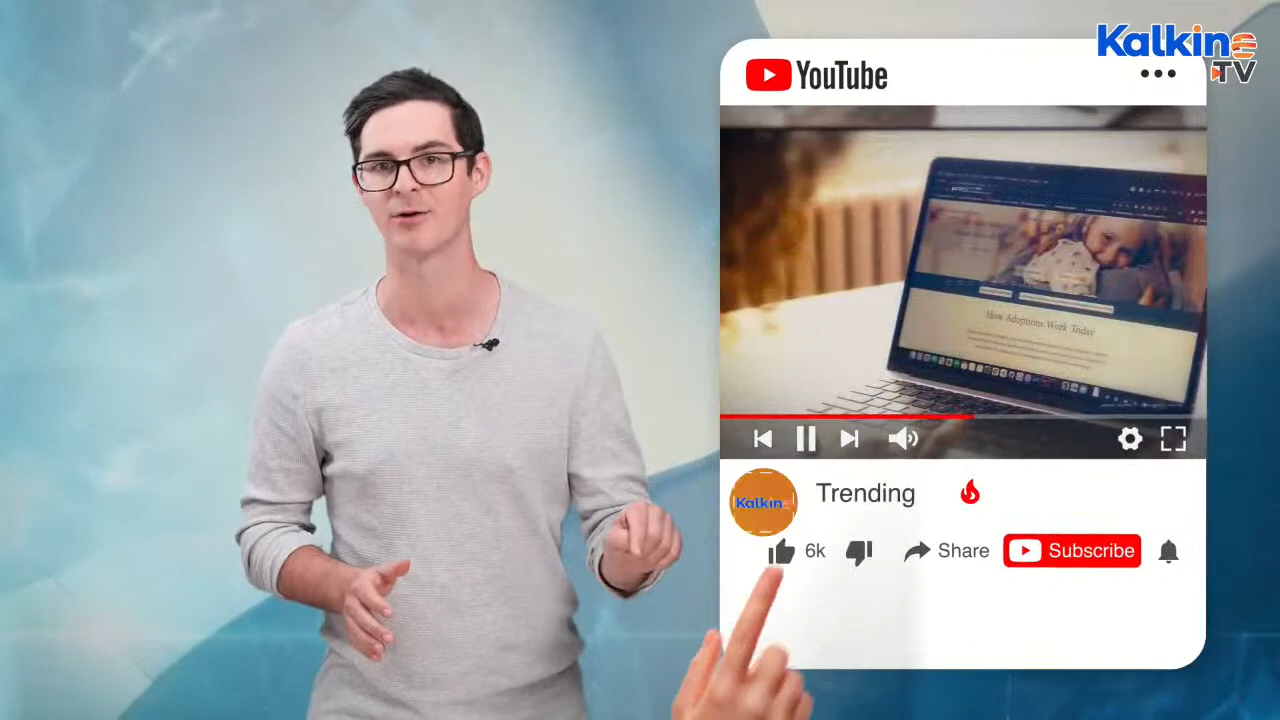 Kalkine
TV
YouTube
How Adoptions Work Today
Kalkine
Trending
6k
Share
Subscribe